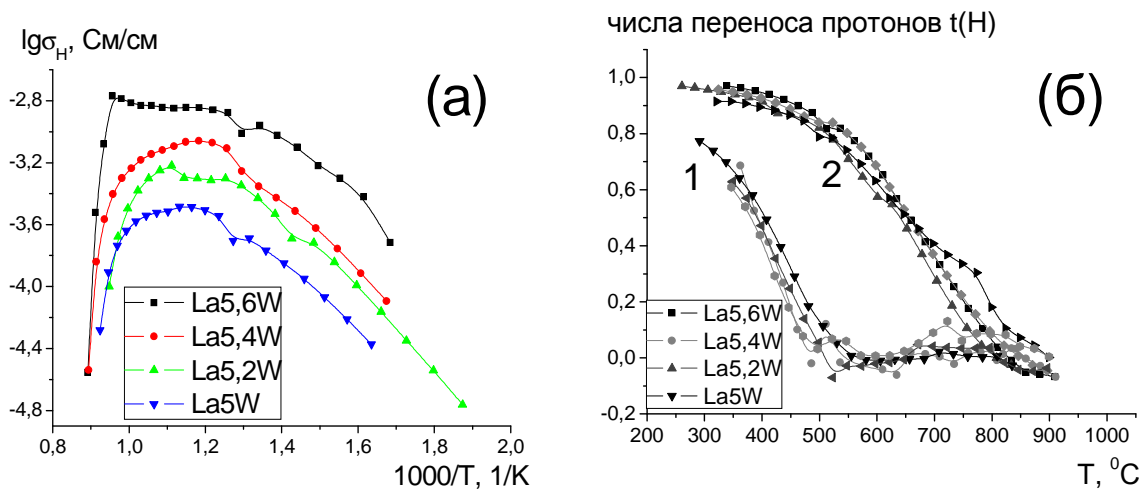 lgσH, См/см
(а)
-2,8
-3,2
-3,6
-4,0
-4,4
-4,8
La5,6W
La5,4W
La5,2W
La5W
1,0 1,2 1,4 1,6 1,8 2,0
1000/T, 1/K
числа переноса протонов t(H)
(б)
1,0
0,8
0,6
0,4
0,2
0,0
-0,2
1
2
La5,6W
La5,4W
La5,2W
La5W
200 300 400 500 600 700 800 900 1000
T, ⁰C